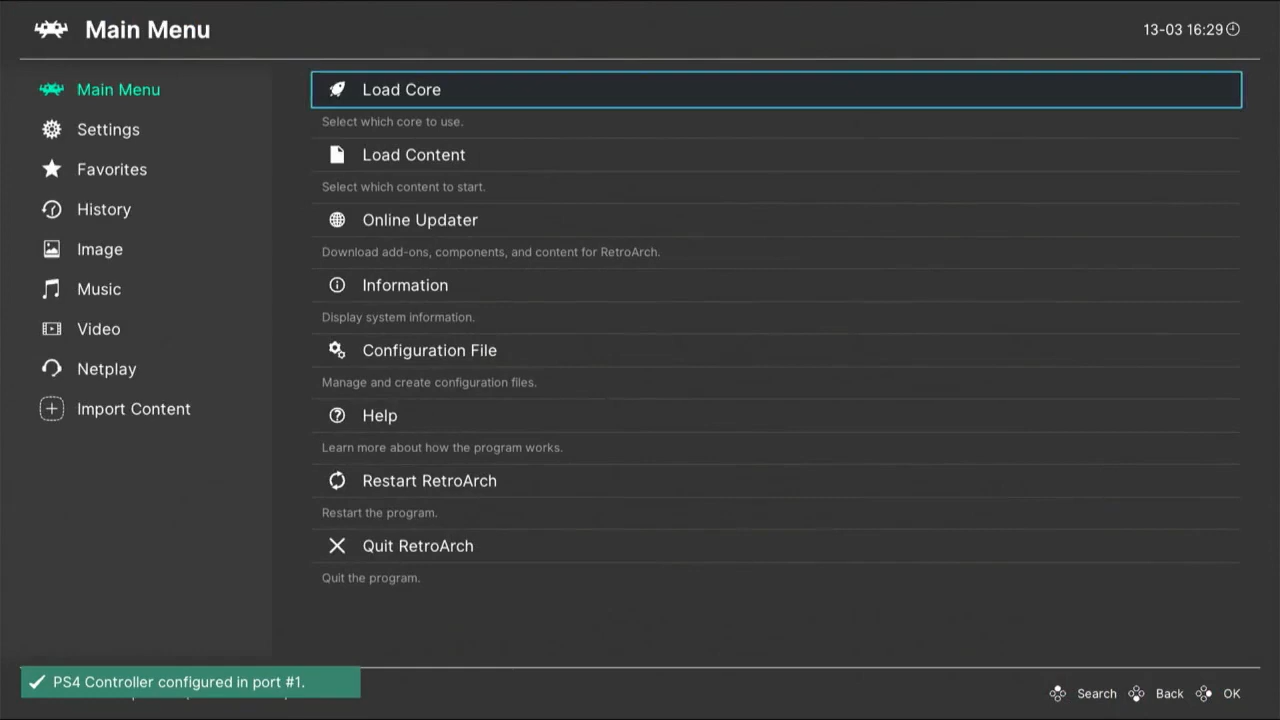 Main Menu
13-03 16:29
Main Menu
Settings
Favorites
History
Image
Music
Video
Netplay
Import Content
Load Core
Select which core to use.
Load Content
Select which content to start.
Online Updater
Download add-ons, components, and content for RetroArch.
Information
Display system information.
Configuration File
Manage and create configuration files.
Help
Learn more about how the program works.
Restart RetroArch
Restart the program.
Quit RetroArch
Quit the program.
PS4 Controller configured in port #1.
Search
Back
OK